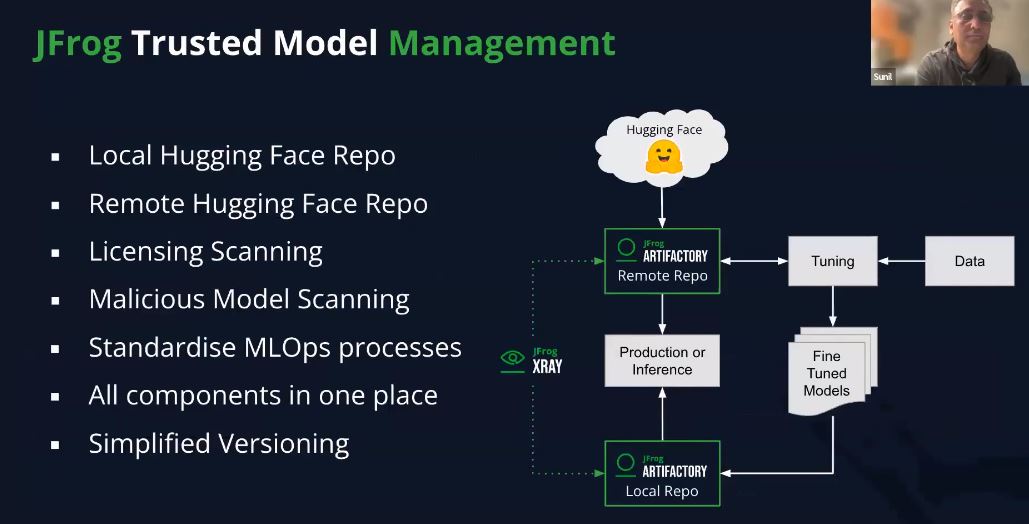 JFrog Trusted Model Management
Sunil
▪ Local Hugging Face Repo
▪ Remote Hugging Face Repo
▪ Licensing Scanning
▪ Malicious Model Scanning
▪ Standardise MLOps processes
▪ All components in one place
▪ Simplified Versioning
Hugging Face
JFrog
ARTIFACTORY
Remote Repo
Tuning
Data
JFrog
XRAY
Production or
Inference
Fine
Tuned
Models
JFrog
ARTIFACTORY
Local Repo